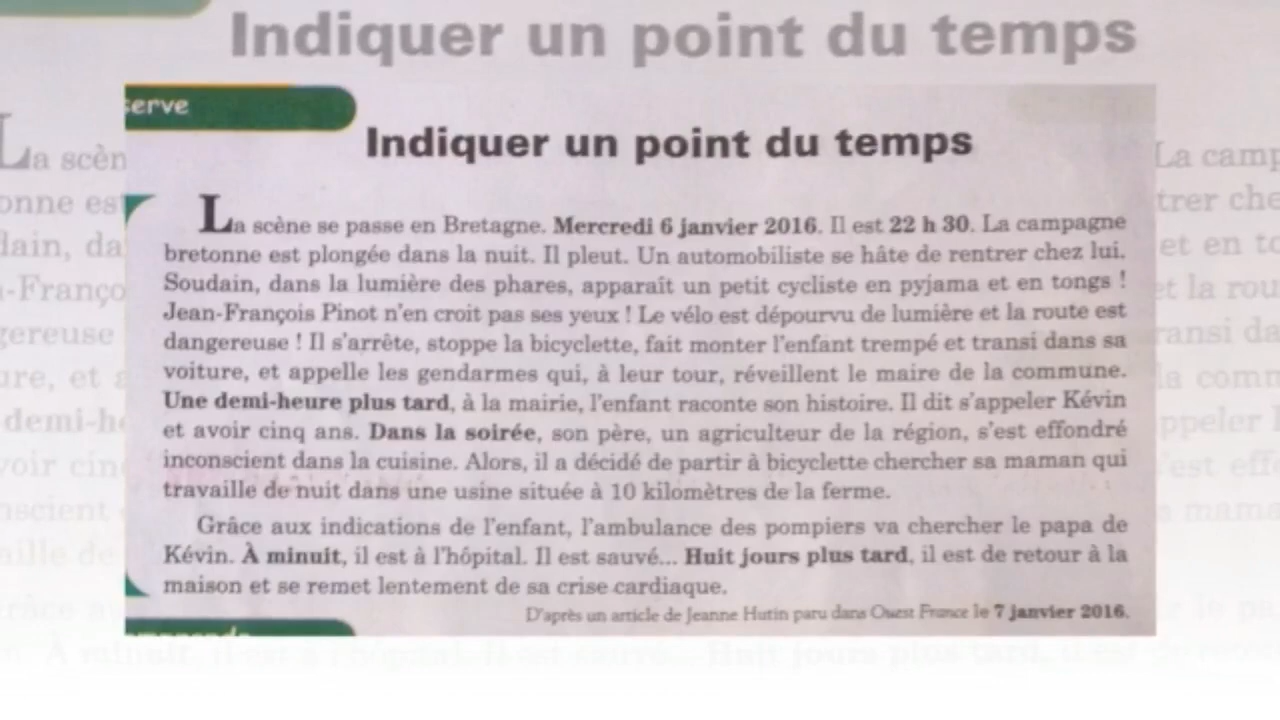 Indiquer un point du temps
serve
Indiquer un point du temps
La scène se passe en Bretagne. Mercredi 6 janvier 2016. Il est 22 h 30. La campagne
bretonne est plongée dans la nuit. Il pleut. Un automobiliste se hâte de rentrer chez lui.
Soudain, dans la lumière des phares, apparaît un petit cycliste en pyjama et en tongs !
Jean-François Pinot n'en croit pas ses yeux ! Le vélo est dépourvu de lumière et la route est
dangereuse ! Il s'arrête, stoppe la bicyclette, fait monter l'enfant trempé et transi dans sa
voiture, et appelle les gendarmes qui, à leur tour, réveillent le maire de la commune.
Une demi-heure plus tard, à la mairie, l'enfant raconte son histoire. Il dit s'appeler Kévin
et avoir cinq ans. Dans la soirée, son père, un agriculteur de la région, s'est effondré
inconscient dans la cuisine. Alors, il a décidé de partir à bicyclette chercher sa maman qui
travaille de nuit dans une usine située à 10 kilomètres de la ferme.
Grâce aux indications de l'enfant, l'ambulance des pompiers va chercher le papa de
Kévin. À minuit, il est à l'hôpital. Il est sauvé... Huit jours plus tard, il est de retour à la
maison et se remet lentement de sa crise cardiaque.
D'après un article de Jeanne Hutin paru dans Ouest France le 7 janvier 2016.